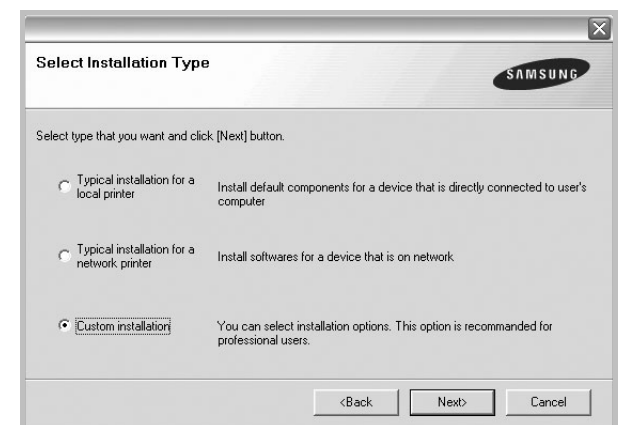 Select Installation Type
SAMSUNG
Select type that you want and click [Next] button.
Typical installation for a
local printer
Install default components for a device that is directly connected to user's
computer
Typical installation for a
network printer
Install softwares for a device that is on network
Custom installation
You can select installation options. This option is recommanded for
professional users.
<Back
Next>
Cancel